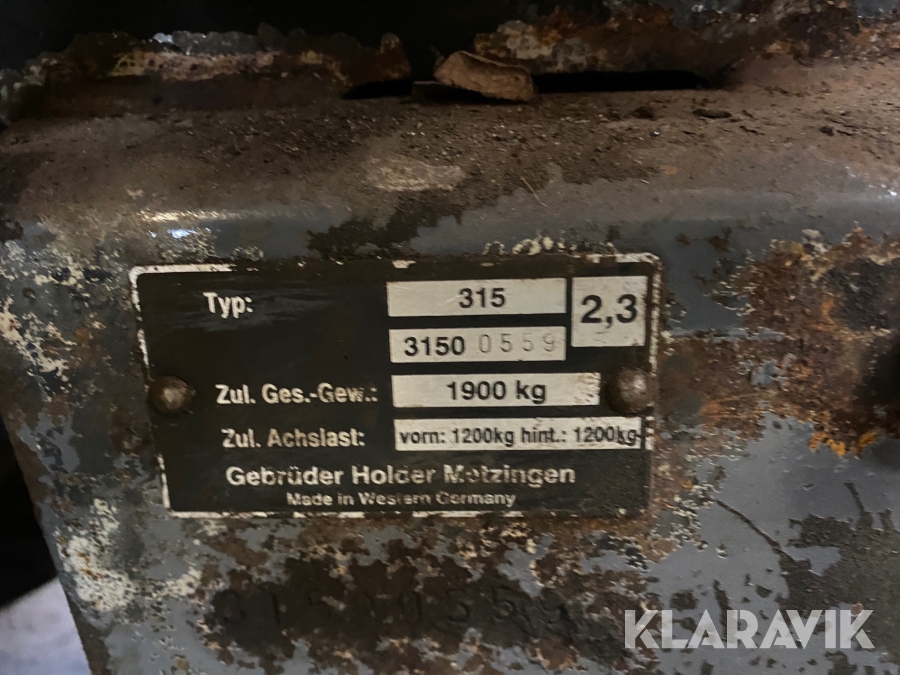 Typ: 315 2,3
3150 0559
Zul. Ges.-Gew.: 1900 kg
Zul. Achslast: vorn: 1200kg hint.: 1200kg
Gebrüder Holder Metzingen
Made in Western Germany
KLARAVIK